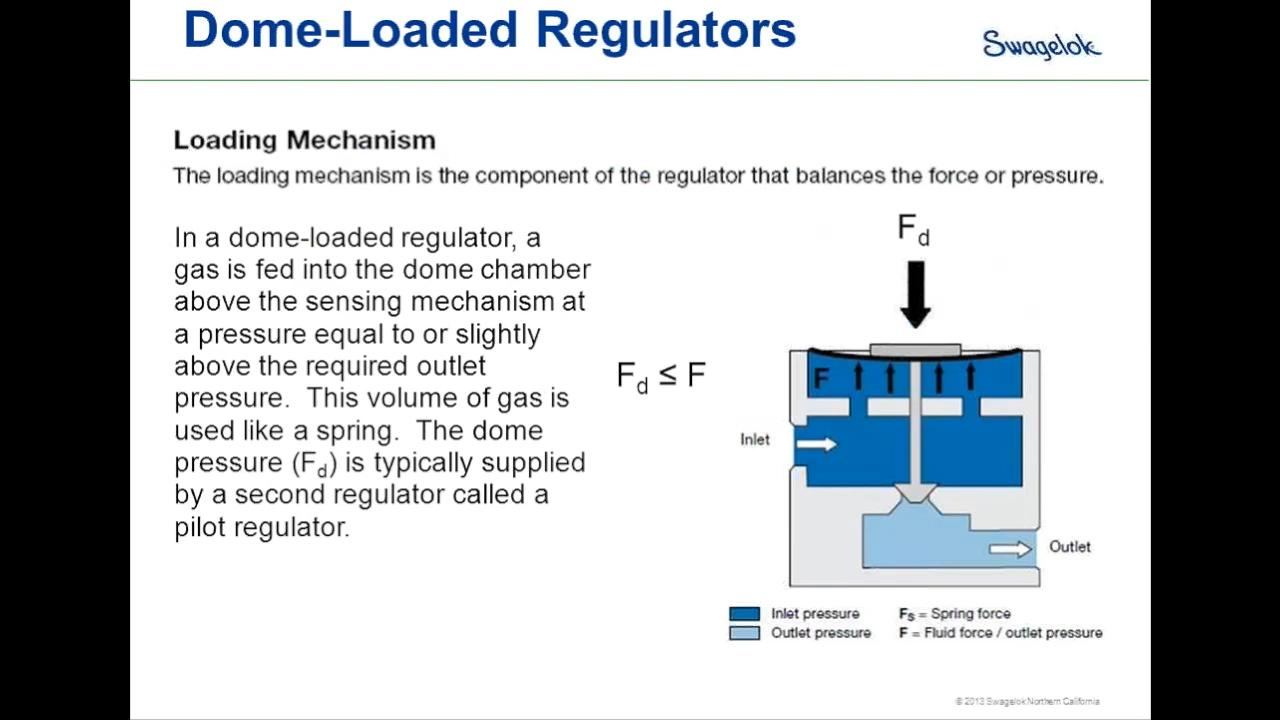 Dome-Loaded Regulators
Swagelok
Loading Mechanism
The loading mechanism is the component of the regulator that balances the force or pressure.
In a dome-loaded regulator, a
gas is fed into the dome chamber
above the sensing mechanism at
a pressure equal to or slightly
above the required outlet
pressure.  This volume of gas is
used like a spring.  The dome
pressure (Fd) is typically supplied
by a second regulator called a
pilot regulator.
Fd ≤ F
Fd
F
Inlet
Outlet
Inlet pressure
Fs = Spring force
Outlet pressure
F = Fluid force / outlet pressure
© 2013 Swagelok Northern California